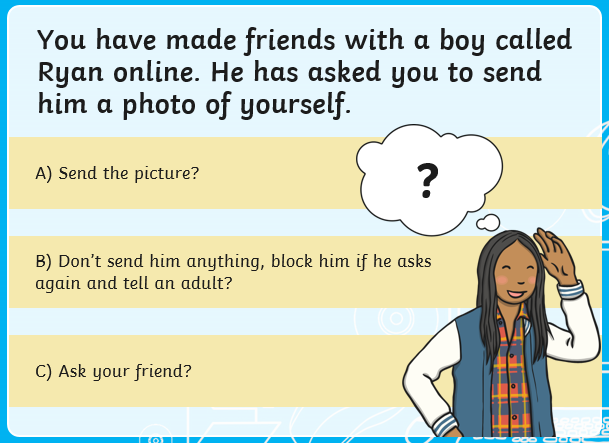 You have made friends with a boy called
Ryan online. He has asked you to send
him a photo of yourself.
A) Send the picture?
?
B) Don’t send him anything, block him if he asks
again and tell an adult?
C) Ask your friend?